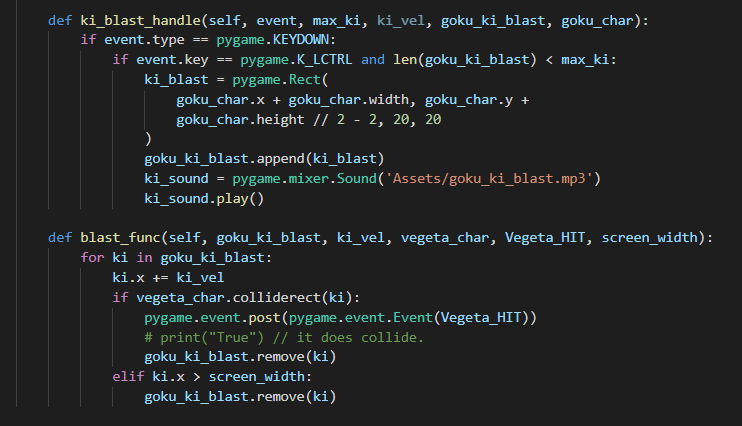 def ki_blast_handle(self, event, max_ki, ki_vel, goku_ki_blast, goku_char):
    if event.type == pygame.KEYDOWN:
        if event.key == pygame.K_LCTRL and len(goku_ki_blast) < max_ki:
            ki_blast = pygame.Rect(
                goku_char.x + goku_char.width, goku_char.y +
                goku_char.height // 2 - 2, 20, 20
            )
            goku_ki_blast.append(ki_blast)
            ki_sound = pygame.mixer.Sound('Assets/goku_ki_blast.mp3')
            ki_sound.play()

def blast_func(self, goku_ki_blast, ki_vel, vegeta_char, Vegeta_HIT, screen_width):
    for ki in goku_ki_blast:
        ki.x += ki_vel
        if vegeta_char.colliderect(ki):
            pygame.event.post(pygame.event.Event(Vegeta_HIT))
            # print("True") // it does collide.
            goku_ki_blast.remove(ki)
        elif ki.x > screen_width:
            goku_ki_blast.remove(ki)